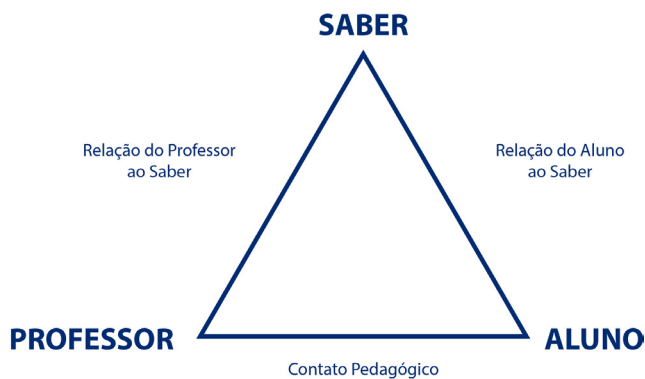 SABER
Relação do Professor
ao Saber
Relação do Aluno
ao Saber
PROFESSOR
ALUNO
Contato Pedagógico